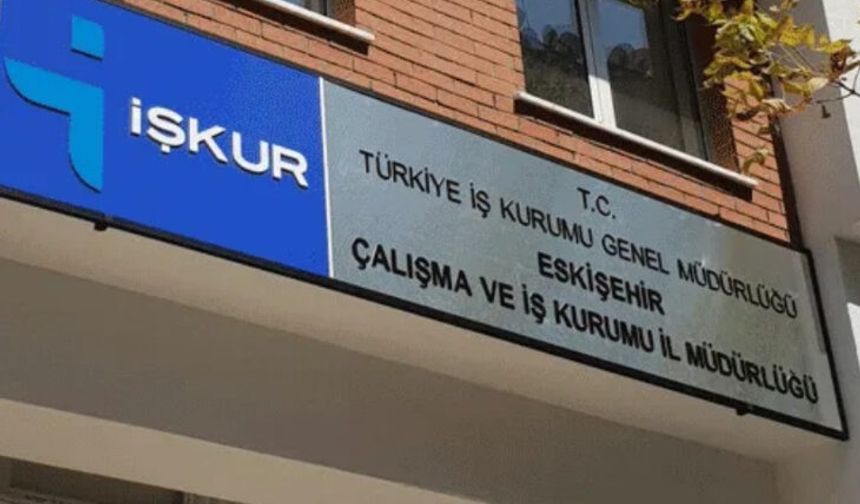 İŞKUR
T.C.
TÜRKİYE İŞ KURUMU GENEL MÜDÜRLÜĞÜ
ESKİŞEHİR
ÇALIŞMA VE İŞ KURUMU İL MÜDÜRLÜĞÜ